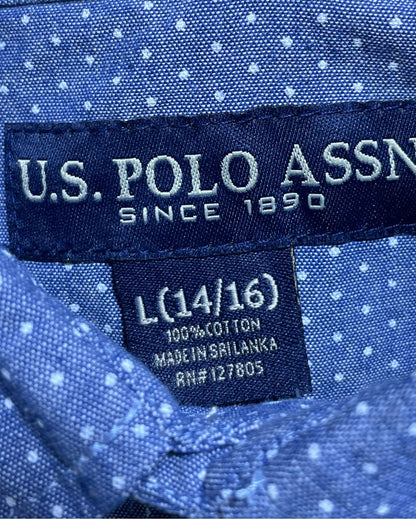 U.S. POLO ASSN
SINCE 1890
L(14/16)
100% COTTON
MADE IN SRI LANKA
RN# 127805